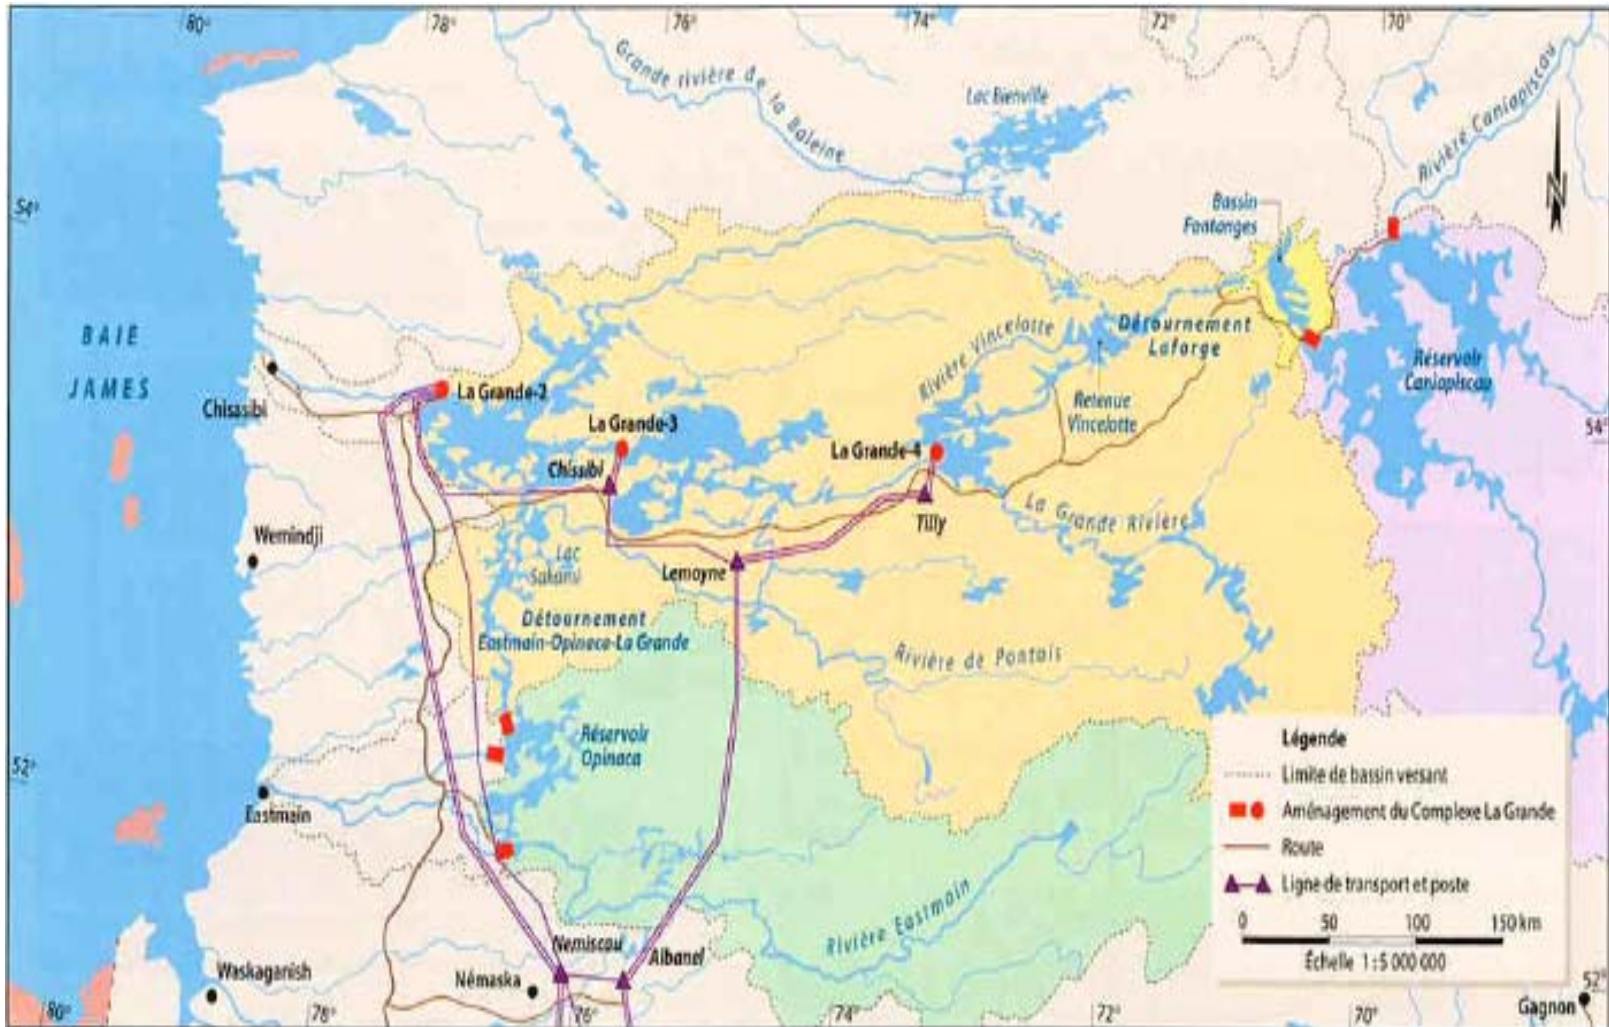 80°
78°
76°
74°
72°
70°
Grande rivière de la Baleine
Lac Bienville
Rivière Caniapiscau
N
54°
Bassin
Fontanges
BAIE
JAMES
Rivière Vincelotte
Détournement
Laforge
Réservoir
Caniapiscau
Chisasibi
La Grande-2
La Grande-3
Retenue
Vincelotte
54°
La Grande-4
Chissibi
La Grande Rivière
Tilly
Wemindji
Lac
Sakami
Lemoyne
Détournement
Eastmain-Opinaca-La Grande
Rivière de Pontois
Réservoir
Opinaca
52°
Eastmain
Légende
Limite de bassin versant
Aménagement du Complexe La Grande
Route
Ligne de transport et poste
0 50 100 150 km
Échelle 1:5 000 000
Rivière Eastmain
Nemiscau
Albanel
Waskaganish
Némaska
52°
Gagnon
80°
78°
76°
74°
72°
70°